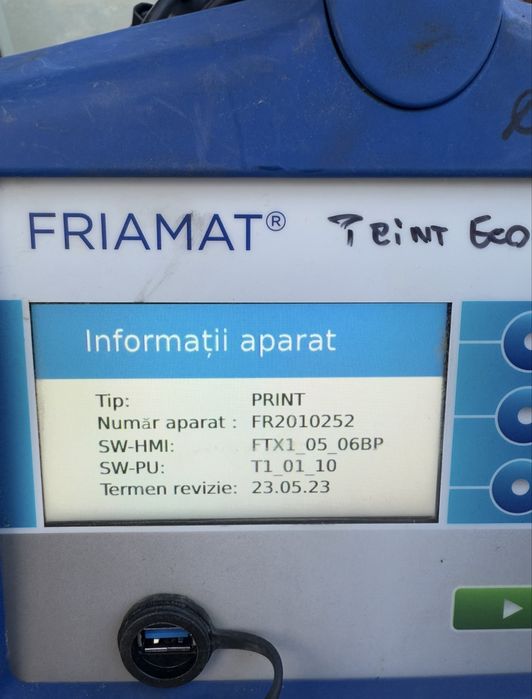 FRIAMAT®
PRINT Eco
Informații aparat
Tip: PRINT
Număr aparat : FR2010252
SW-HMI: FTX1_05_06BP
SW-PU: T1_01_10
Termen revizie: 23.05.23